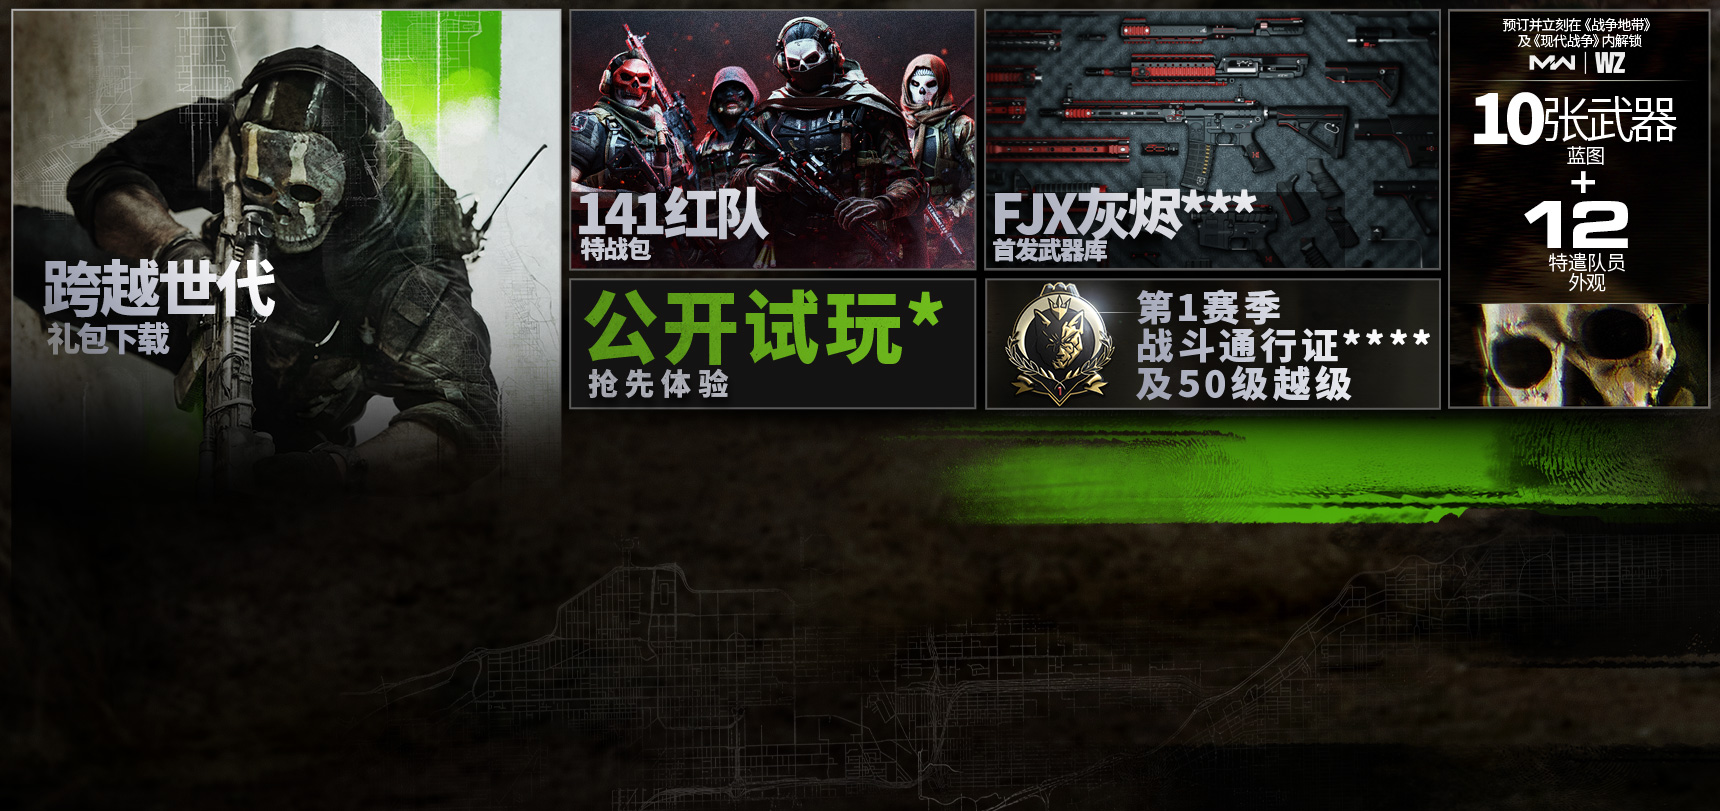 跨越世代
礼包下载
141红队
特战包
FJX灰烬***
首发武器库
公开试玩*
抢先体验
第1赛季
战斗通行证****
及50级越级
1
预订并立刻在《战争地带》
及《现代战争》内解锁
MW | WZ
10张武器
蓝图
+
12
特遣队员
外观